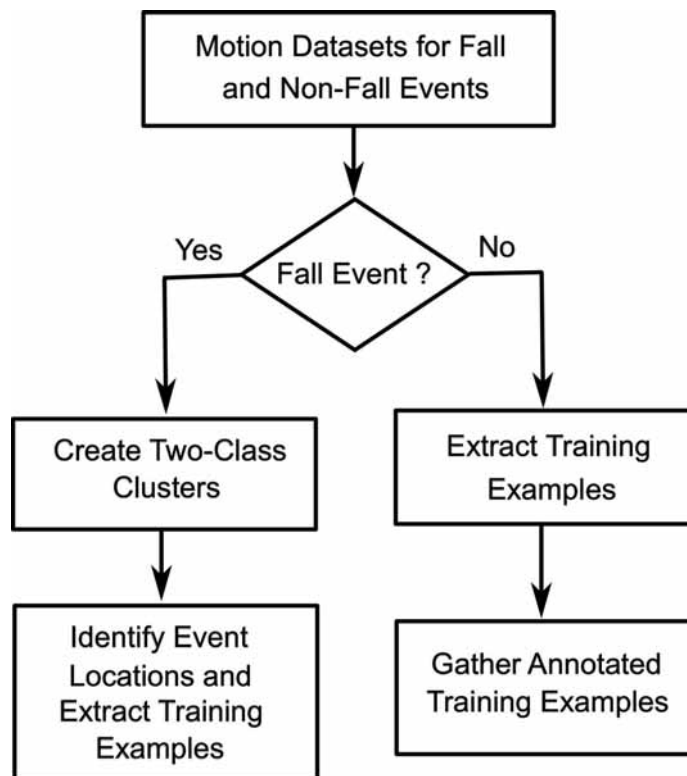 Motion Datasets for Fall
and Non-Fall Events
Yes
No
Fall Event ?
Create Two-Class
Clusters
Extract Training
Examples
Identify Event
Locations and
Extract Training
Examples
Gather Annotated
Training Examples